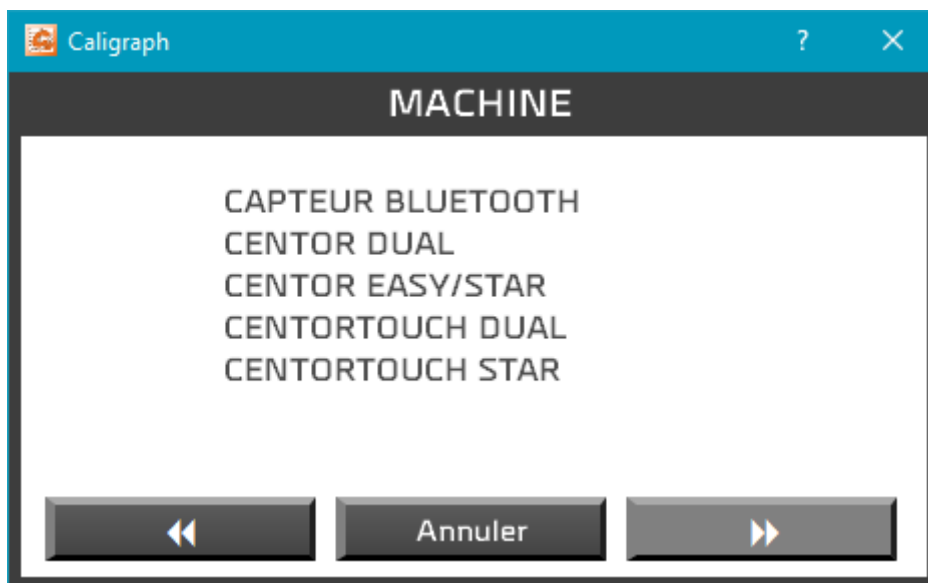 Caligraph
MACHINE
CAPTEUR BLUETOOTH
CENTOR DUAL
CENTOR EASY/STAR
CENTORTOUCH DUAL
CENTORTOUCH STAR
Annuler